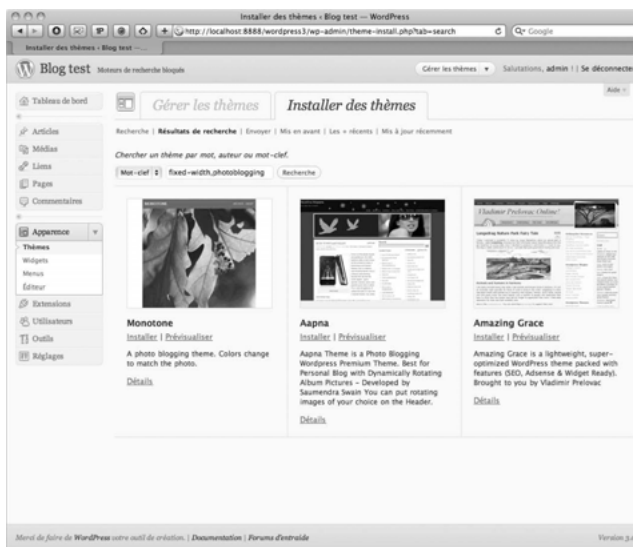 Installer des thèmes ‹ Blog test — WordPress
http://localhost:8888/wordpress3/wp-admin/theme-install.php?tab=search
Google
Installer des thèmes ‹ Blog test —...
Blog test Moteurs de recherche bloqués
Gérer les thèmes
Salutations, admin ! | Se déconnecter
Aide
Tableau de bord
Articles
Médias
Liens
Pages
Commentaires
Apparence
Thèmes
Widgets
Menus
Éditeur
Extensions
Utilisateurs
Outils
Réglages
Gérer les thèmes
Installer des thèmes
Recherche | Résultats de recherche | Envoyer | Mis en avant | Les + récents | Mis à jour récemment
Chercher un thème par mot, auteur ou mot-clef.
Mot-clef fixed-width,photoblogging Recherche
MONOTONE
Vladimir Prelovac Online!
Monotone
Installer | Prévisualiser
A photo blogging theme. Colors change
to match the photo.
Détails
Aapna
Installer | Prévisualiser
Aapna Theme is a Photo Blogging
Wordpress Premium Theme. Best for
Personal Blog with Dynamically Rotating
Album Pictures - Developed by
Saumendra Swain You can put rotating
images of your choice on the Header.
Détails
Amazing Grace
Installer | Prévisualiser
Amazing Grace is a lightweight, super-
optimized WordPress theme packed with
features (SEO, Adsense & Widget Ready).
Brought to you by Vladimir Prelovac
Détails
Merci de faire de WordPress votre outil de création. | Documentation | Forums d'entraide
Version 3.